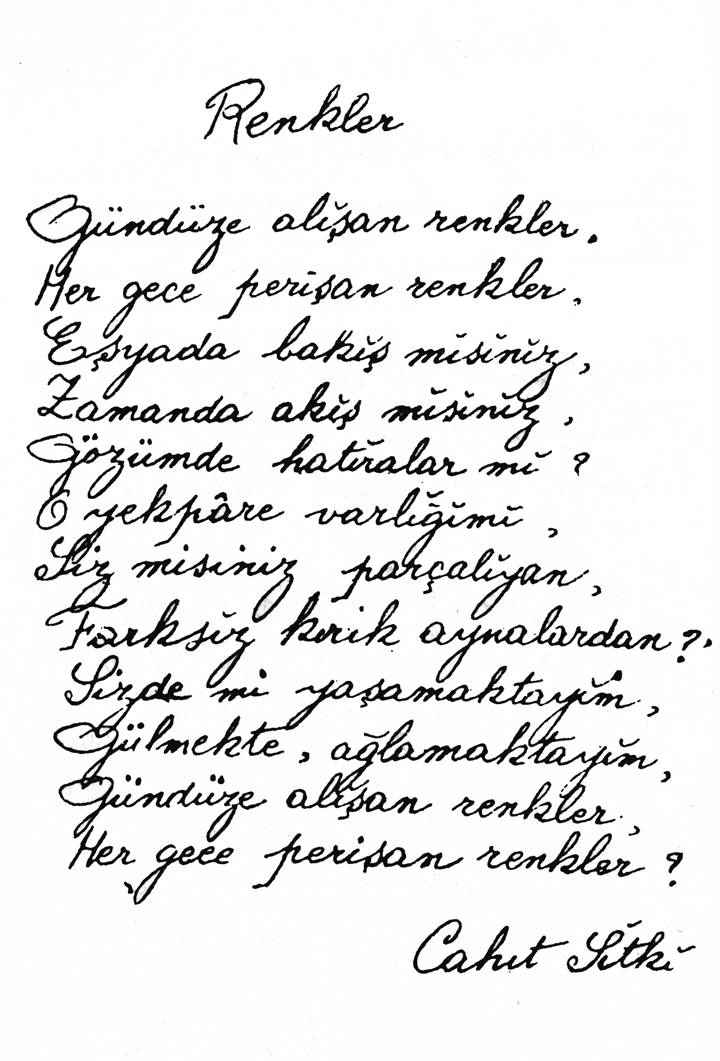 Renkler
Gündüze alışan renkler.
Her gece perişan renkler,
Eşyada bakış mısınız,
Zamanda akış mısınız,
Gözümde hatıralar mı ?
O yekpâre varlığımı,
Siz misiniz parçalıyan,
Farksız kırık aynalardan ?
Sizde mi yaşamaktayım,
Gülmekte, ağlamaktayım,
Gündüze alışan renkler,
Her gece perişan renkler ?
Cahit Sıtkı